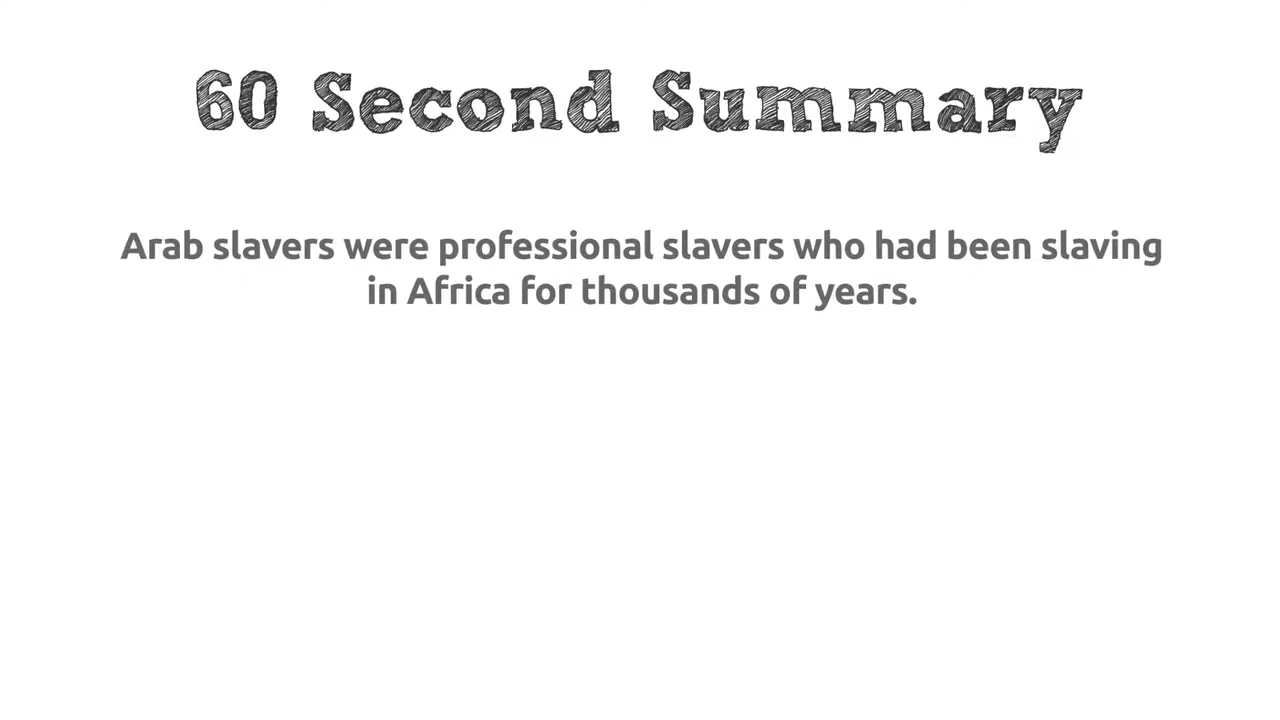 60 Second Summary
Arab slavers were professional slavers who had been slaving
in Africa for thousands of years.